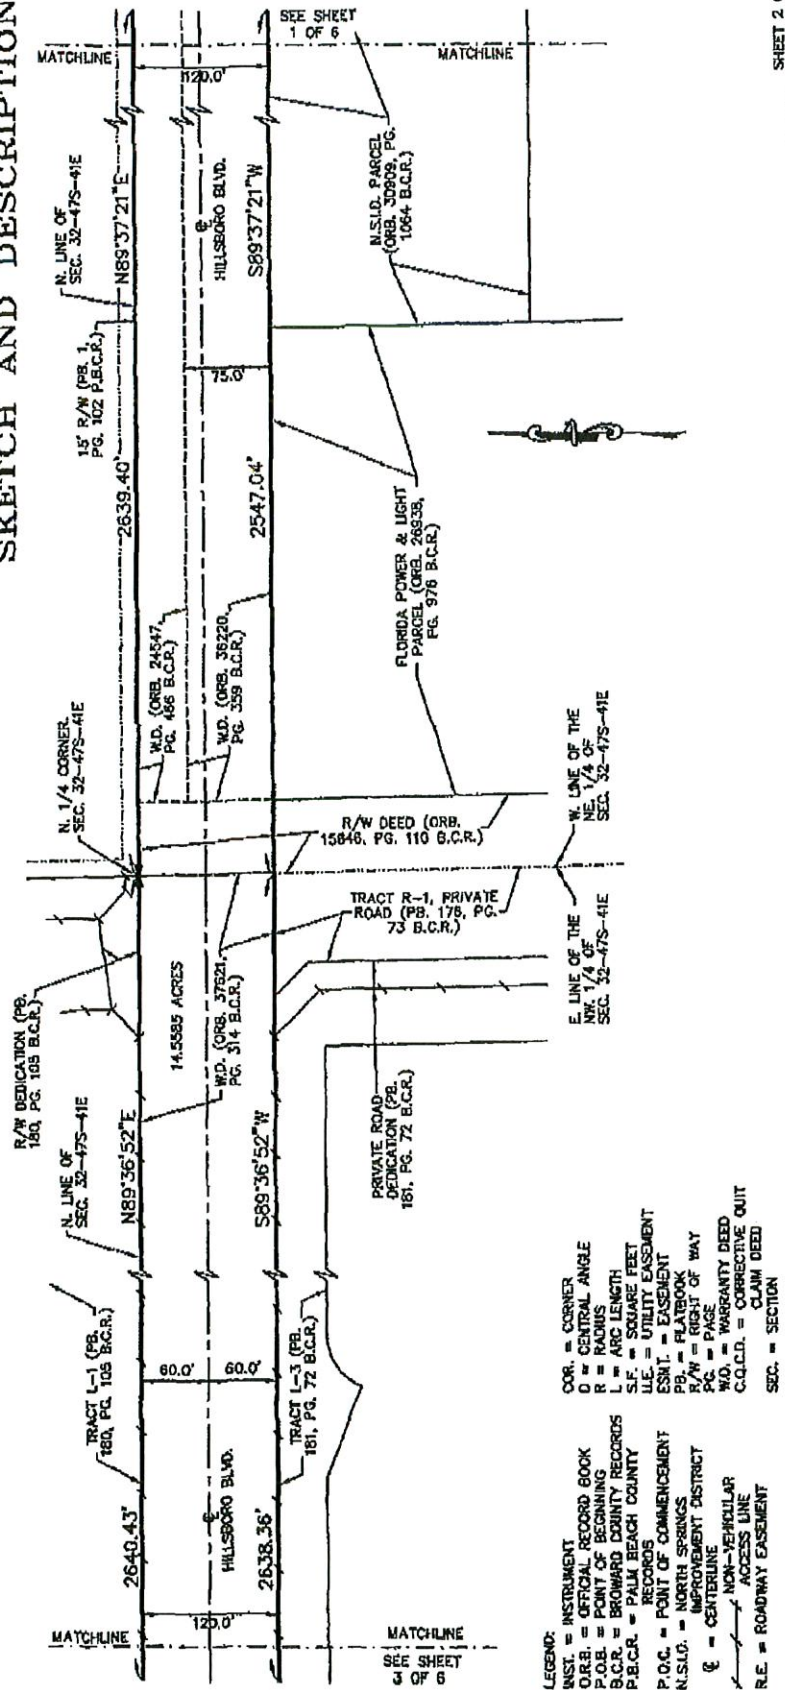 SKETCH AND DESCRIPTION
SHEET 2
SEE SHEET
1 OF 6
MATCHLINE
MATCHLINE
120.0'
N. LINE OF
SEC. 32-47S-41E
N89°37'21"E
HILLSBORO BLVD.
S89°37'21"W
N.S.I.D. PARCEL
(ORB. 30909, PG.
1064 B.C.R.)
15' R/W (PB. 1,
PG. 102 P.B.C.R.)
75.0'
2639.40'
2547.04'
FLORIDA POWER & LIGHT
PARCEL (ORB. 26938,
PG. 976 B.C.R.)
W.D. (ORB. 24547,
PG. 466 B.C.R.)
W.D. (ORB. 36220,
PG. 359 B.C.R.)
N. 1/4 CORNER.
SEC. 32-47S-41E
R/W DEED (ORB.
15646, PG. 110 B.C.R.)
W. LINE OF THE
NE. 1/4 OF
SEC. 32-47S-41E
TRACT R-1, PRIVATE
ROAD (PB. 176, PG.
73 B.C.R.)
E. LINE OF THE
NW. 1/4 OF
SEC. 32-47S-41E
R/W DEDICATION (PB.
180, PG. 105 B.C.R.)
14.5585 ACRES
W.D. (ORB. 37621,
PG. 314 B.C.R.)
PRIVATE ROAD
DEDICATION (PB.
181, PG. 72 B.C.R.)
N. LINE OF
SEC. 32-47S-41E
N89°36'52"E
S89°36'52"W
TRACT L-1 (PB.
180, PG. 105 B.C.R.)
60.0'
60.0'
TRACT L-3 (PB.
181, PG. 72 B.C.R.)
2640.43'
HILLSBORO BLVD.
2638.36'
120.0'
MATCHLINE
MATCHLINE
SEE SHEET
3 OF 6
LEGEND:
INST. = INSTRUMENT
O.R.B. = OFFICIAL RECORD BOOK
P.O.B. = POINT OF BEGINNING
B.C.R. = BROWARD COUNTY RECORDS
P.B.C.R. = PALM BEACH COUNTY
RECORDS
P.O.C. = POINT OF COMMENCEMENT
N.S.I.D. = NORTH SPRINGS
IMPROVEMENT DISTRICT
℄ = CENTERLINE
NON-VEHICULAR
ACCESS LINE
R.E. = ROADWAY EASEMENT
COR. = CORNER
D = CENTRAL ANGLE
R = RADIUS
L = ARC LENGTH
S.F. = SQUARE FEET
U.E. = UTILITY EASEMENT
ESMT. = EASEMENT
PB. = PLATBOOK
R/W = RIGHT OF WAY
PG. = PAGE
W.D. = WARRANTY DEED
C.Q.C.D. = CORRECTIVE QUIT
CLAIM DEED
SEC. = SECTION